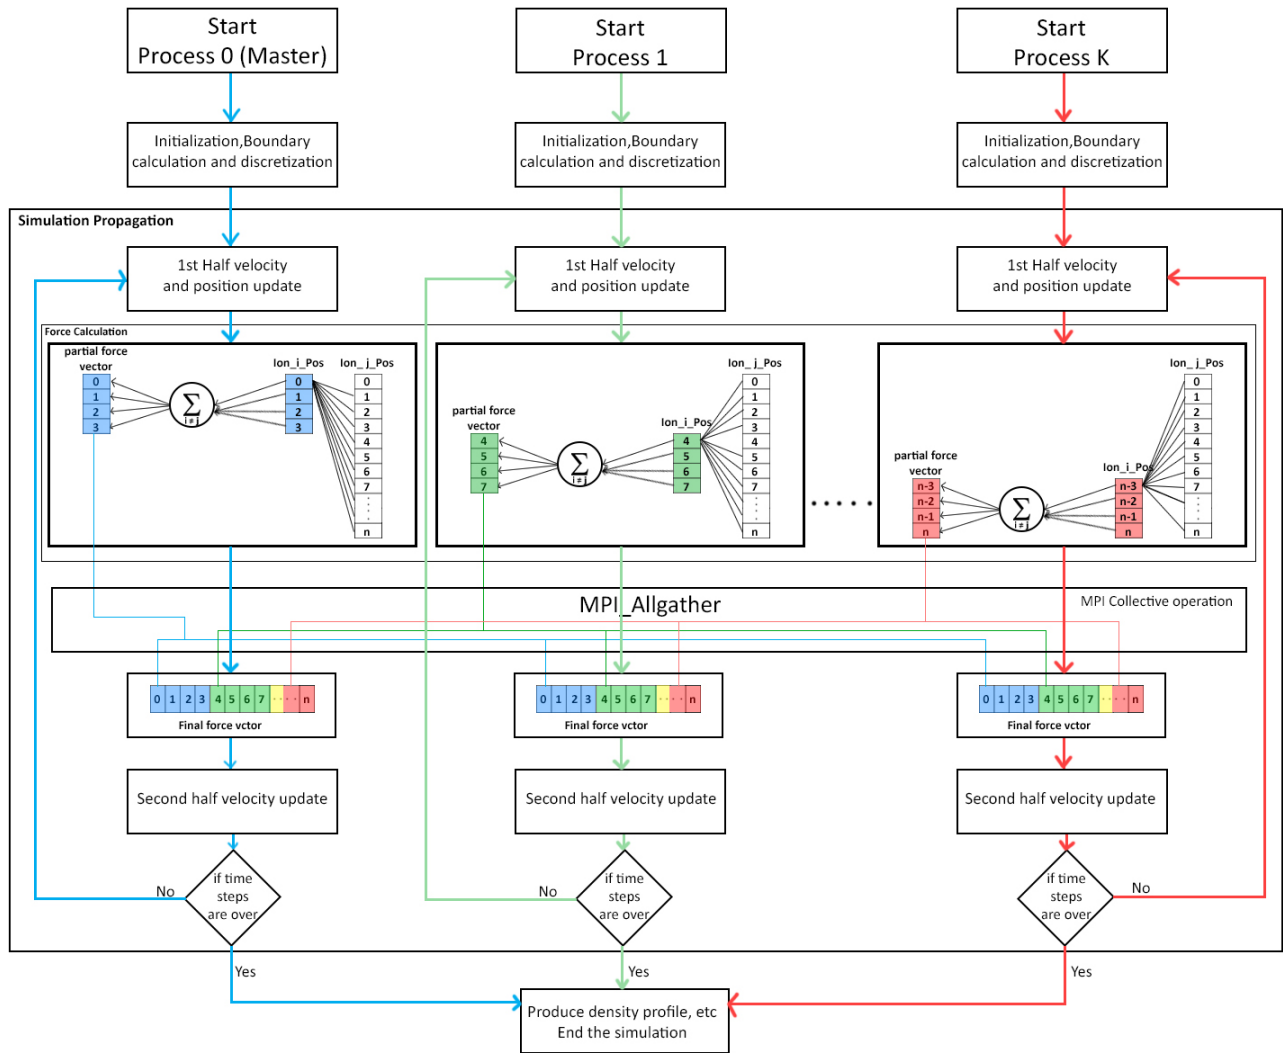 Start
Process 0 (Master)
Start
Process 1
Start
Process K
Initialization,Boundary
calculation and discretization
Initialization,Boundary
calculation and discretization
Initialization,Boundary
calculation and discretization
Simulation Propagation
1st Half velocity
and position update
1st Half velocity
and position update
1st Half velocity
and position update
Force Calculation
partial force
vector
0
1
2
3
Σ
i ≠ j
Ion_i_Pos
0
1
2
3
Ion_ j_Pos
0
1
2
3
4
5
6
7
n
partial force
vector
4
5
6
7
Σ
i ≠ j
Ion_i_Pos
4
5
6
7
Ion_ j_Pos
0
1
2
3
4
5
6
7
n
partial force
vector
n-3
n-2
n-1
n
Σ
i ≠ j
Ion_i_Pos
n-3
n-2
n-1
n
Ion_ j_Pos
0
1
2
3
4
5
6
7
n
MPI_Allgather
MPI Collective operation
0 1 2 3 4 5 6 7 . . . . n
Final force vctor
0 1 2 3 4 5 6 7 . . . . n
Final force vctor
0 1 2 3 4 5 6 7 . . . . n
Final force vctor
Second half velocity update
Second half velocity update
Second half velocity update
No
if time
steps
are over
No
if time
steps
are over
No
if time
steps
are over
Yes
Yes
Yes
Produce density profile, etc
End the simulation